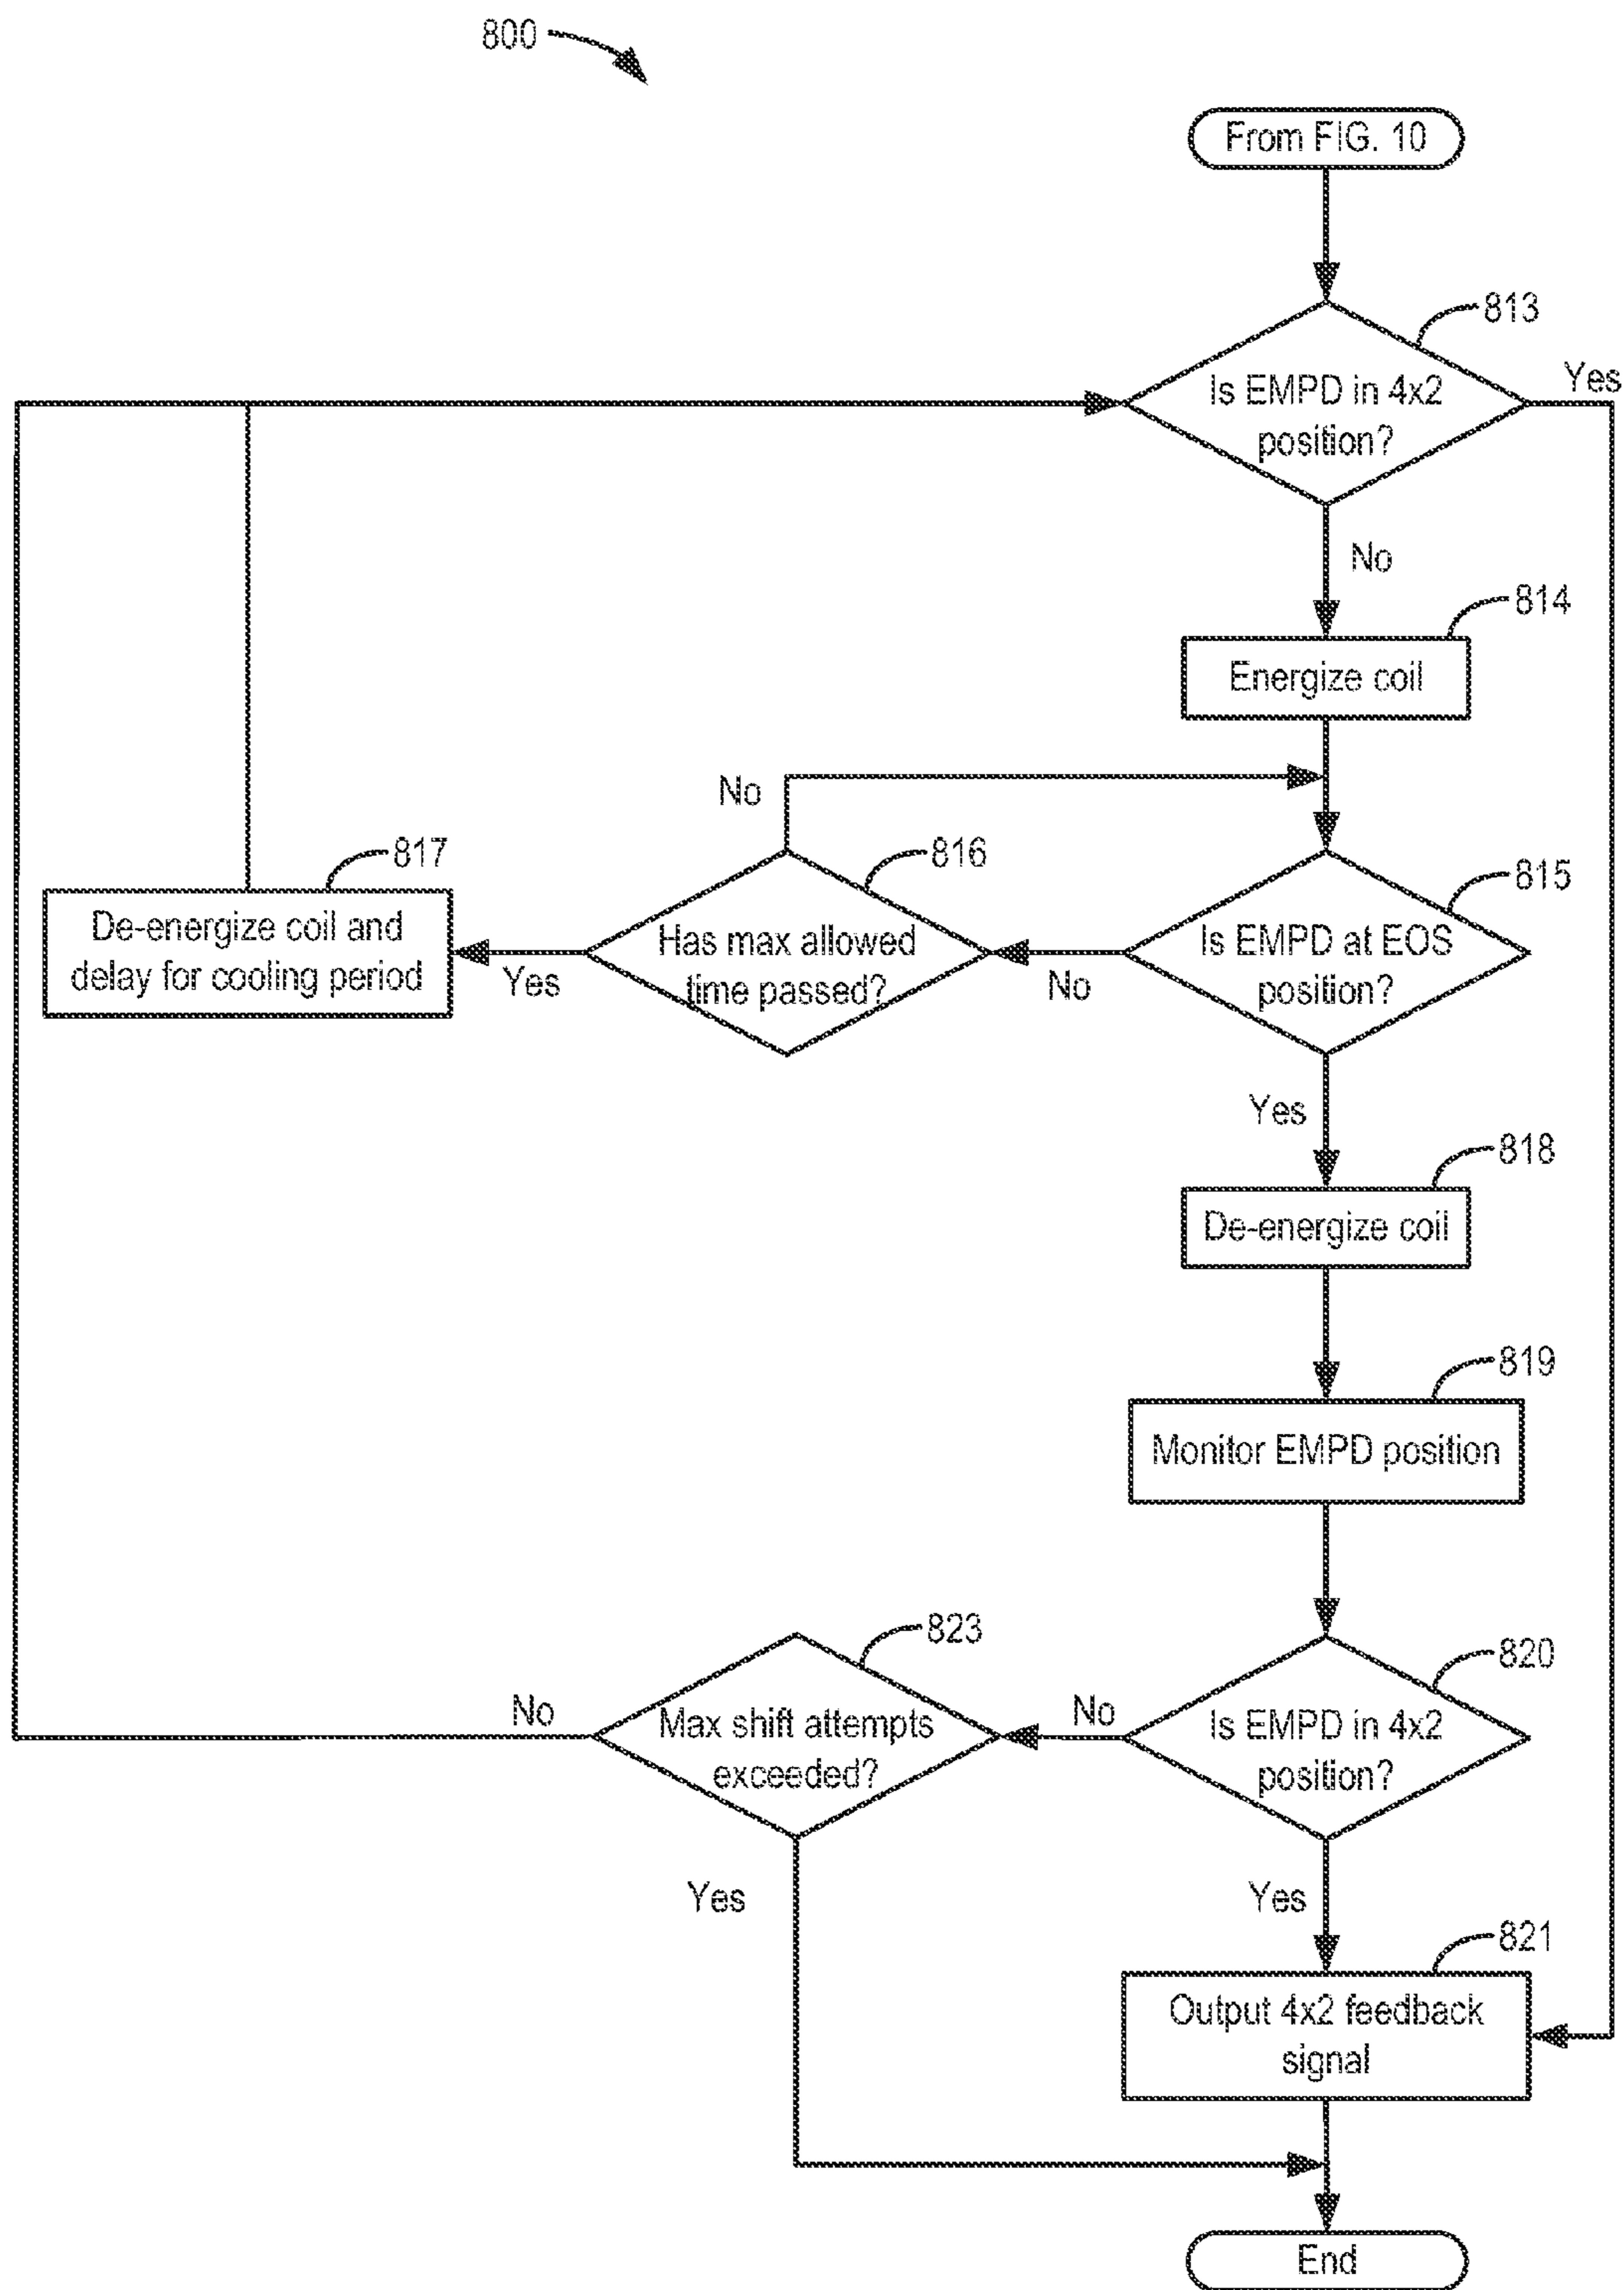 800
From FIG. 10
813
Is EMPD in 4x2
position?
Yes
No
814
Energize coil
No
817
De-energize coil and
delay for cooling period
Yes
816
Has max allowed
time passed?
No
815
Is EMPD at EOS
position?
Yes
818
De-energize coil
819
Monitor EMPD position
820
Is EMPD in 4x2
position?
No
823
Max shift attempts
exceeded?
No
Yes
Yes
821
Output 4x2 feedback
signal
End